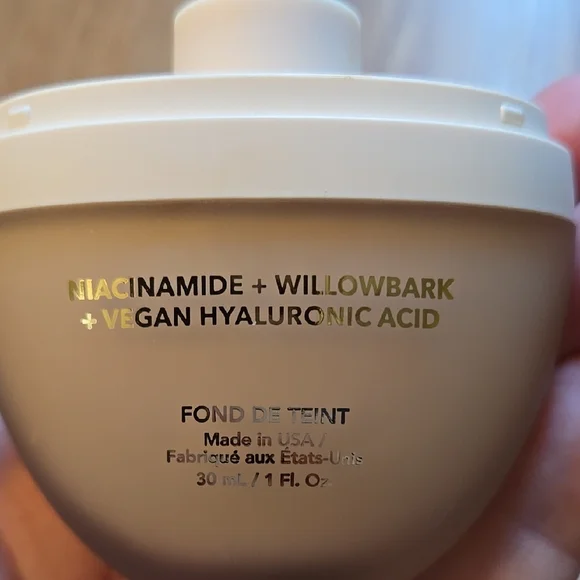 NIACINAMIDE + WILLOWBARK
+ VEGAN HYALURONIC ACID
FOND DE TEINT
Made in USA /
Fabriqué aux États-Unis
30 mL / 1 Fl. Oz.